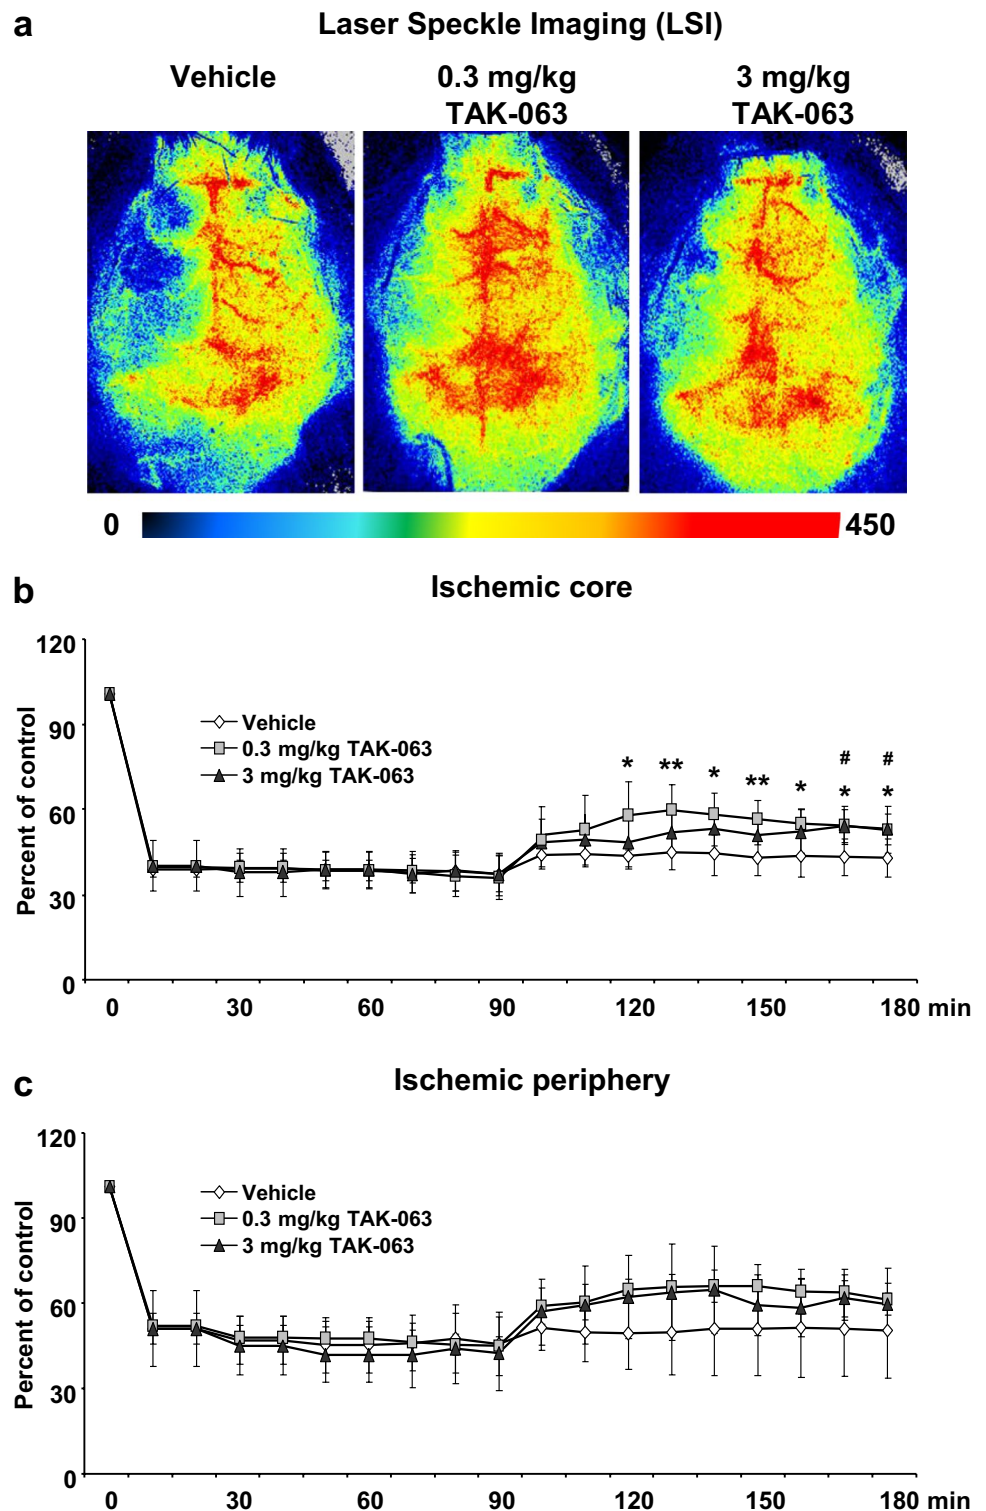 a
Laser Speckle Imaging (LSI)
Vehicle
0.3 mg/kg
TAK-063
3 mg/kg
TAK-063
0
450
b
Ischemic core
Percent of control
120
90
60
30
0
Vehicle
0.3 mg/kg TAK-063
3 mg/kg TAK-063
* ** * ** * # * # *
0 30 60 90 120 150 180 min
c
Ischemic periphery
Percent of control
120
90
60
30
0
Vehicle
0.3 mg/kg TAK-063
3 mg/kg TAK-063
0 30 60 90 120 150 180 min